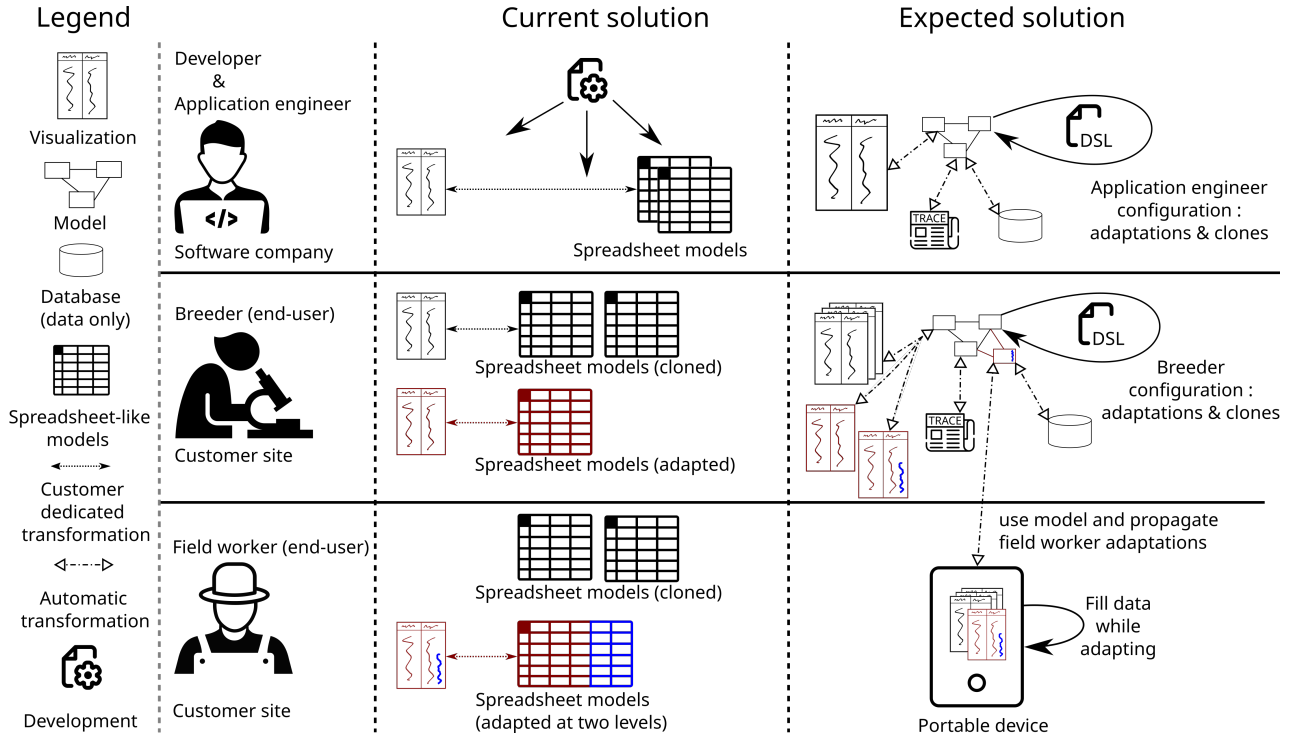 Legend
Current solution
Expected solution
Visualization
Model
Database
(data only)
Spreadsheet-like
models
Customer
dedicated
transformation
Automatic
transformation
Development
Developer
&
Application engineer
</>
Software company
Spreadsheet models
DSL
TRACE
Application engineer
configuration :
adaptations & clones
Breeder (end-user)
Customer site
Spreadsheet models (cloned)
Spreadsheet models (adapted)
DSL
TRACE
Breeder
configuration :
adaptations & clones
Field worker (end-user)
Customer site
Spreadsheet models (cloned)
Spreadsheet models
(adapted at two levels)
use model and propagate
field worker adaptations
Fill data
while
adapting
Portable device